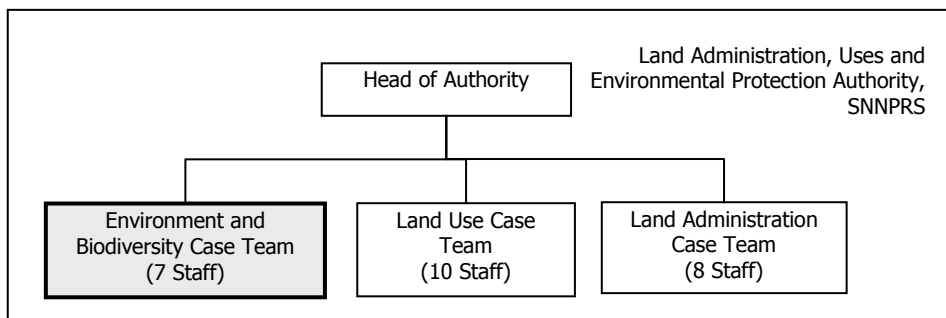 Land Administration, Uses and
Environmental Protection Authority,
SNNPRS
Head of Authority
Environment and
Biodiversity Case Team
(7 Staff)
Land Use Case
Team
(10 Staff)
Land Administration
Case Team
(8 Staff)